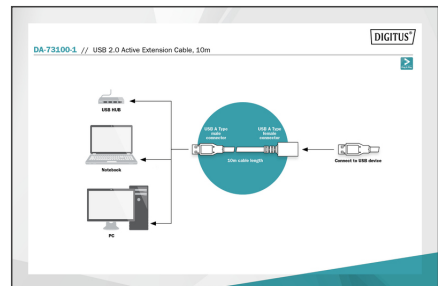 DIGITUS®
DA-73100-1 // USB 2.0 Active Extension Cable, 10m
USB HUB
USB A Type
male
connector
USB A Type
female
connector
10m cable length
Connect to USB device
Notebook
PC